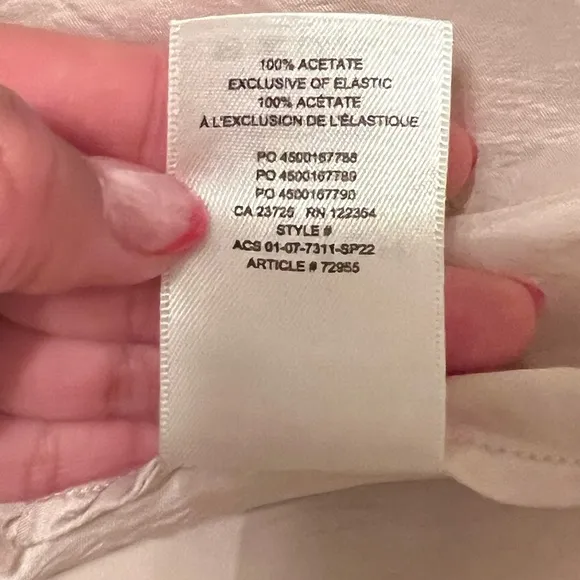 100% ACETATE
EXCLUSIVE OF ELASTIC
100% ACÉTATE
À L'EXCLUSION DE L'ÉLASTIQUE
PO 4500167788
PO 4500167789
PO 4500167790
CA 23725 RN 122354
STYLE #
ACS 01-07-7311-SP22
ARTICLE # 72955